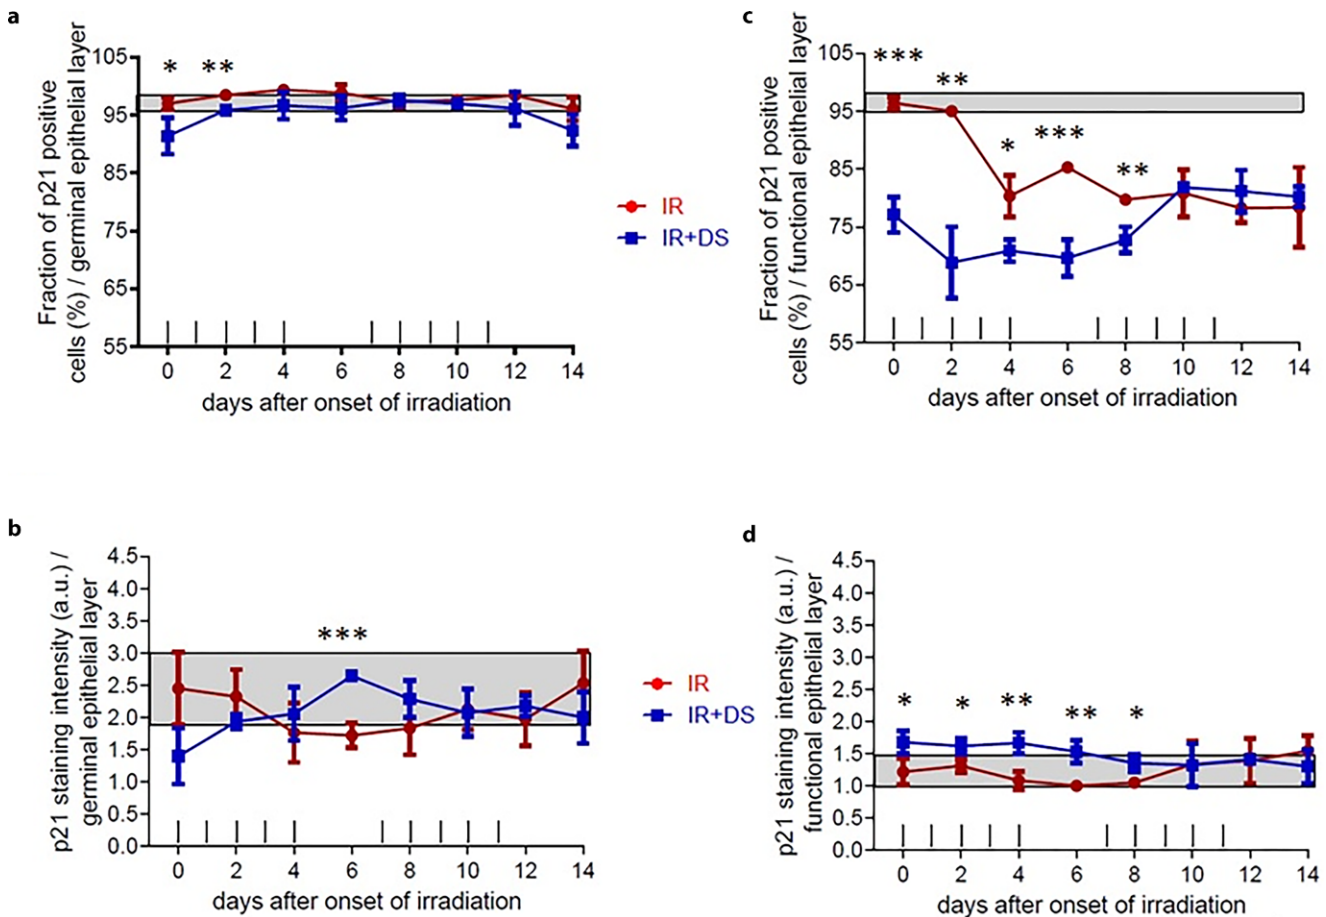 a
Fraction of p21 positive
cells (%) / germinal epithelial layer
105
95
85
75
65
55
* **
0 2 4 6 8 10 12 14
days after onset of irradiation
IR
IR+DS
c
Fraction of p21 positive
cells (%) / functional epithelial layer
105
95
85
75
65
55
*** ** * *** **
0 2 4 6 8 10 12 14
days after onset of irradiation
b
p21 staining intensity (a.u.) /
germinal epithelial layer
4.5
4.0
3.5
3.0
2.5
2.0
1.5
1.0
0.5
0.0
***
0 2 4 6 8 10 12 14
days after onset of irradiation
IR
IR+DS
d
p21 staining intensity (a.u.) /
functional epithelial layer
4.5
4.0
3.5
3.0
2.5
2.0
1.5
1.0
0.5
0.0
* * ** ** *
0 2 4 6 8 10 12 14
days after onset of irradiation